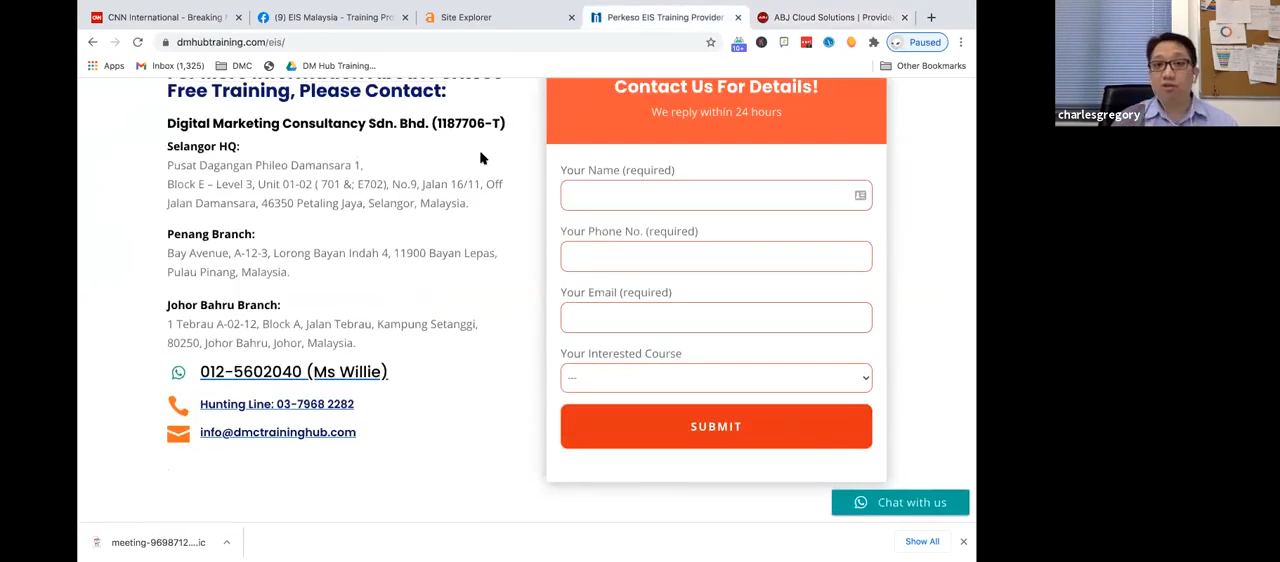 CNN International - Breaking
(9) EIS Malaysia - Training Pro
Site Explorer
Perkeso EIS Training Provider
ABJ Cloud Solutions | Provide
dmhubtraining.com/eis/
10+
Paused
Apps
Inbox (1,325)
DMC
DM Hub Training...
Other Bookmarks
Free Training, Please Contact:
Digital Marketing Consultancy Sdn. Bhd. (1187706-T)
Selangor HQ:
Pusat Dagangan Phileo Damansara 1,
Block E – Level 3, Unit 01-02 ( 701 &; E702), No.9, Jalan 16/11, Off
Jalan Damansara, 46350 Petaling Jaya, Selangor, Malaysia.
Penang Branch:
Bay Avenue, A-12-3, Lorong Bayan Indah 4, 11900 Bayan Lepas,
Pulau Pinang, Malaysia.
Johor Bahru Branch:
1 Tebrau A-02-12, Block A, Jalan Tebrau, Kampung Setanggi,
80250, Johor Bahru, Johor, Malaysia.
012-5602040 (Ms Willie)
Hunting Line: 03-7968 2282
info@dmctraininghub.com
Contact Us For Details!
We reply within 24 hours
Your Name (required)
Your Phone No. (required)
Your Email (required)
Your Interested Course
---
SUBMIT
Chat with us
meeting-9698712....ic
Show All
charlesgregory